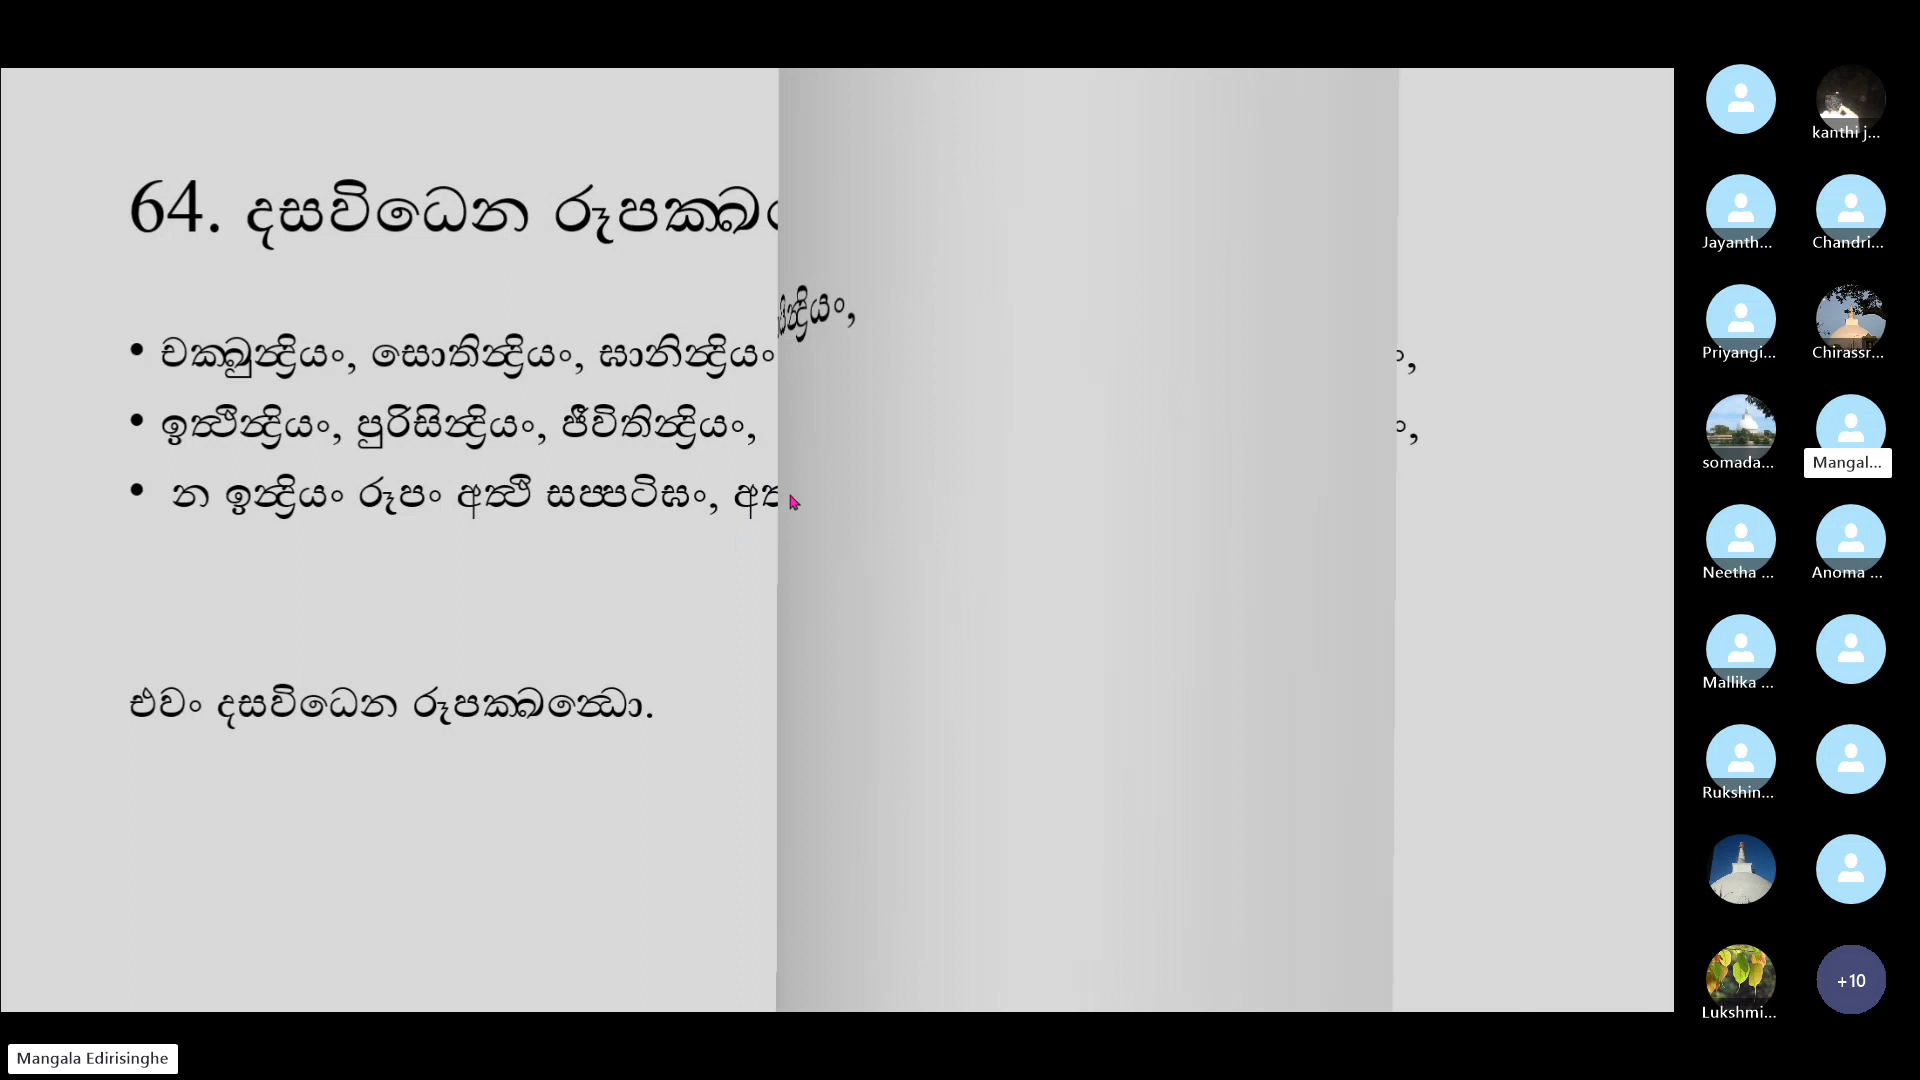 64. දසවිධෙන රූපක්‍ඛ
සින්‍ද්‍රියං,
• චක්‍ඛුන්‍ද්‍රියං, සොතින්‍ද්‍රියං, ඝානින්‍ද්‍රියං
• ඉත්‍ථින්‍ද්‍රියං, පුරිසින්‍ද්‍රියං, ජීවිතින්‍ද්‍රියං,
• න ඉන්‍ද්‍රියං රූපං අත්‍ථි සප්‍පටිඝං,
එවං දසවිධෙන රූපක්‍ඛන්‍ධො.
kanthi j...
Jayanth...
Chandri...
Priyangi...
Chirassr...
somada...
Mangal...
Neetha ...
Anoma ...
Mallika ...
Rukshin...
Lukshmi...
+10
Mangala Edirisinghe